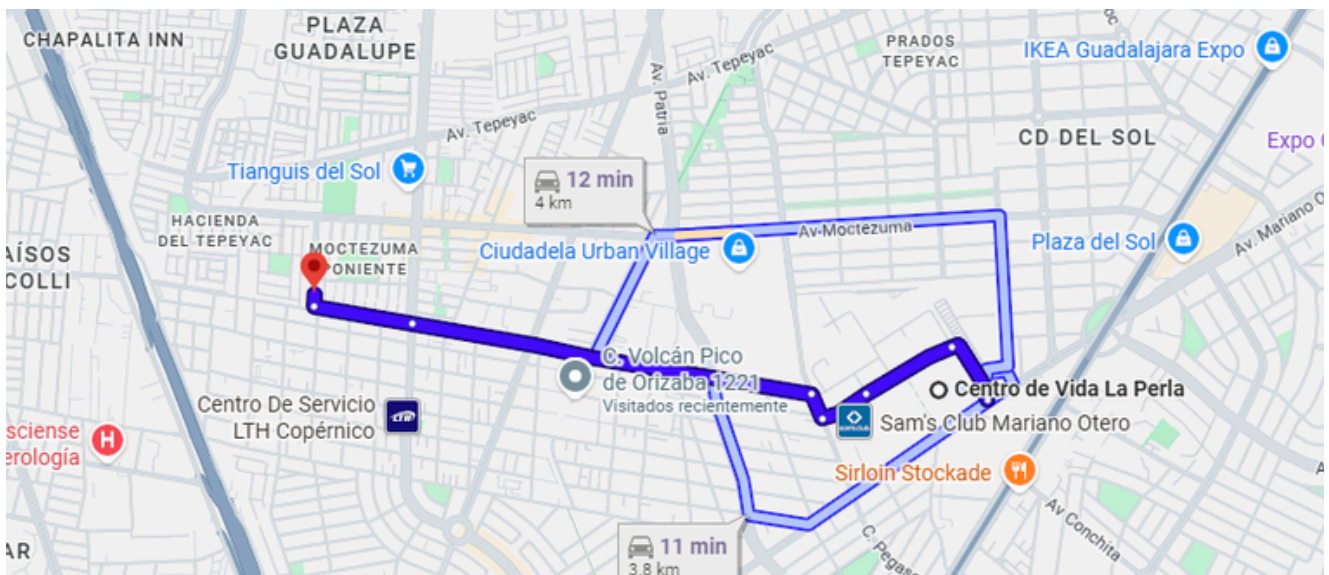 CHAPALITA INN
PLAZA
GUADALUPE
Av. Patria
Av. Tepeyac
PRADOS
TEPEYAC
IKEA Guadalajara Expo
Av. Tepeyac
CD DEL SOL
Expo
Tianguis del Sol
12 min
4 km
HACIENDA
DEL TEPEYAC
MOCTEZUMA
PONIENTE
Ciudadela Urban Village
Av Moctezuma
Plaza del Sol
Av. Mariano O
AÍSOS
COLLI
C. Volcán Pico
de Orizaba 1221
Visitados recientemente
Centro de Vida La Perla
Centro De Servicio
LTH Copérnico
LTH
SAM'S CLUB
Sam's Club Mariano Otero
sciense
erología
H
Sirloin Stockade
Av Conchita
C. Pegaso
11 min
3.8 km
AR